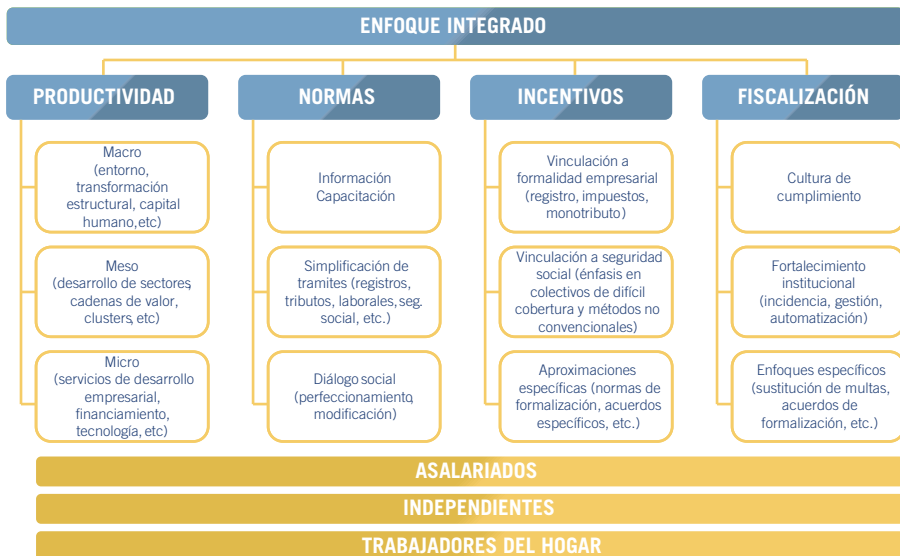 ENFOQUE INTEGRADO
PRODUCTIVIDAD
Macro
(entorno,
transformación
estructural, capital
humano,etc)
Meso
(desarrollo de sectores,
cadenas de valor,
clusters, etc)
Micro
(servicios de desarrollo
empresarial,
financiamiento,
tecnología, etc)
NORMAS
Información
Capacitación
Simplificación de
tramites (registros,
tributos, laborales, seg.
social, etc.)
Diálogo social
(perfeccionamiento,
modificación)
INCENTIVOS
Vinculación a
formalidad empresarial
(registro, impuestos,
monotributo)
Vinculación a seguridad
social (énfasis en
colectivos de difícil
cobertura y métodos no
convencionales)
Aproximaciones
específicas (normas de
formalización, acuerdos
específicos, etc.)
FISCALIZACIÓN
Cultura de
cumplimiento
Fortalecimiento
institucional
(incidencia, gestión,
automatización)
Enfoques específicos
(sustitución de multas,
acuerdos de
formalización, etc.)
ASALARIADOS
INDEPENDIENTES
TRABAJADORES DEL HOGAR